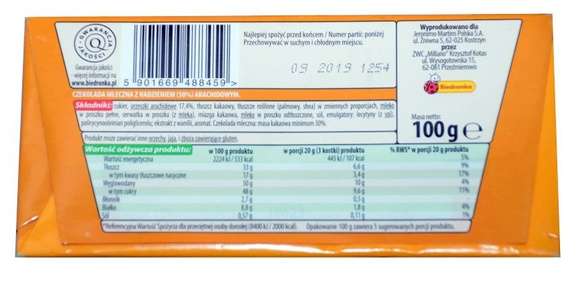 GWARANCJA
JAKOŚCI
Q
Gwarancja jakości
- więcej informacji na
www.biedronka.pl
5 901669 488459 >
Najlepiej spożyć przed końcem / Numer partii: poniżej
Przechowywać w suchym i chłodnym miejscu.
09 2019 1254
Wyprodukowano dla
Jeronimo Martins Polska S.A.
ul. Żniwna 5, 62-025 Kostrzyn
przez
ZWC „Millano” Krzysztof Kotas
ul. Wysogotowska 15,
62-081 Przeźmierowo
Biedronka
Masa netto:
100 g e
CZEKOLADA MLECZNA Z NADZIENIEM (50%) ARACHIDOWYM.
Składniki: cukier, orzeszki arachidowe 17,4%, tłuszcz kakaowy, tłuszcze roślinne (palmowy, shea) w zmiennych proporcjach, mleko
w proszku pełne, serwatka w proszku (z mleka), miazga kakaowa, mleko w proszku odtłuszczone, sól, emulgatory: lecytyny (z soi),
polirycynooleinian poliglicerolu; ekstrakt z wanilii, aromat. Czekolada mleczna: masa kakaowa minimum 30%.
Produkt może zawierać inne orzechy, jaja, i zboża zawierające gluten.
Wartość odżywcza produktu: w 100 g produktu w porcji 20 g (3 kostki) produktu % RWS* w porcji 20 g produktu
Wartość energetyczna 2224 kJ / 533 kcal 445 kJ / 107 kcal 5%
Tłuszcz 33 g 6,6 g 9%
w tym kwasy tłuszczowe nasycone 17 g 3,4 g 17%
Węglowodany 50 g 10 g 4%
w tym cukry 48 g 9,6 g 11%
Błonnik 2,7 g 0,5 g -
Białko 8,8 g 1,8 g 4%
Sól 0,57 g 0,11 g 1%
*Referencyjna Wartość Spożycia dla przeciętnej osoby dorosłej (8400 kJ / 2000 kcal). Opakowanie 100 g zawiera 5 sugerowanych porcji produktu.